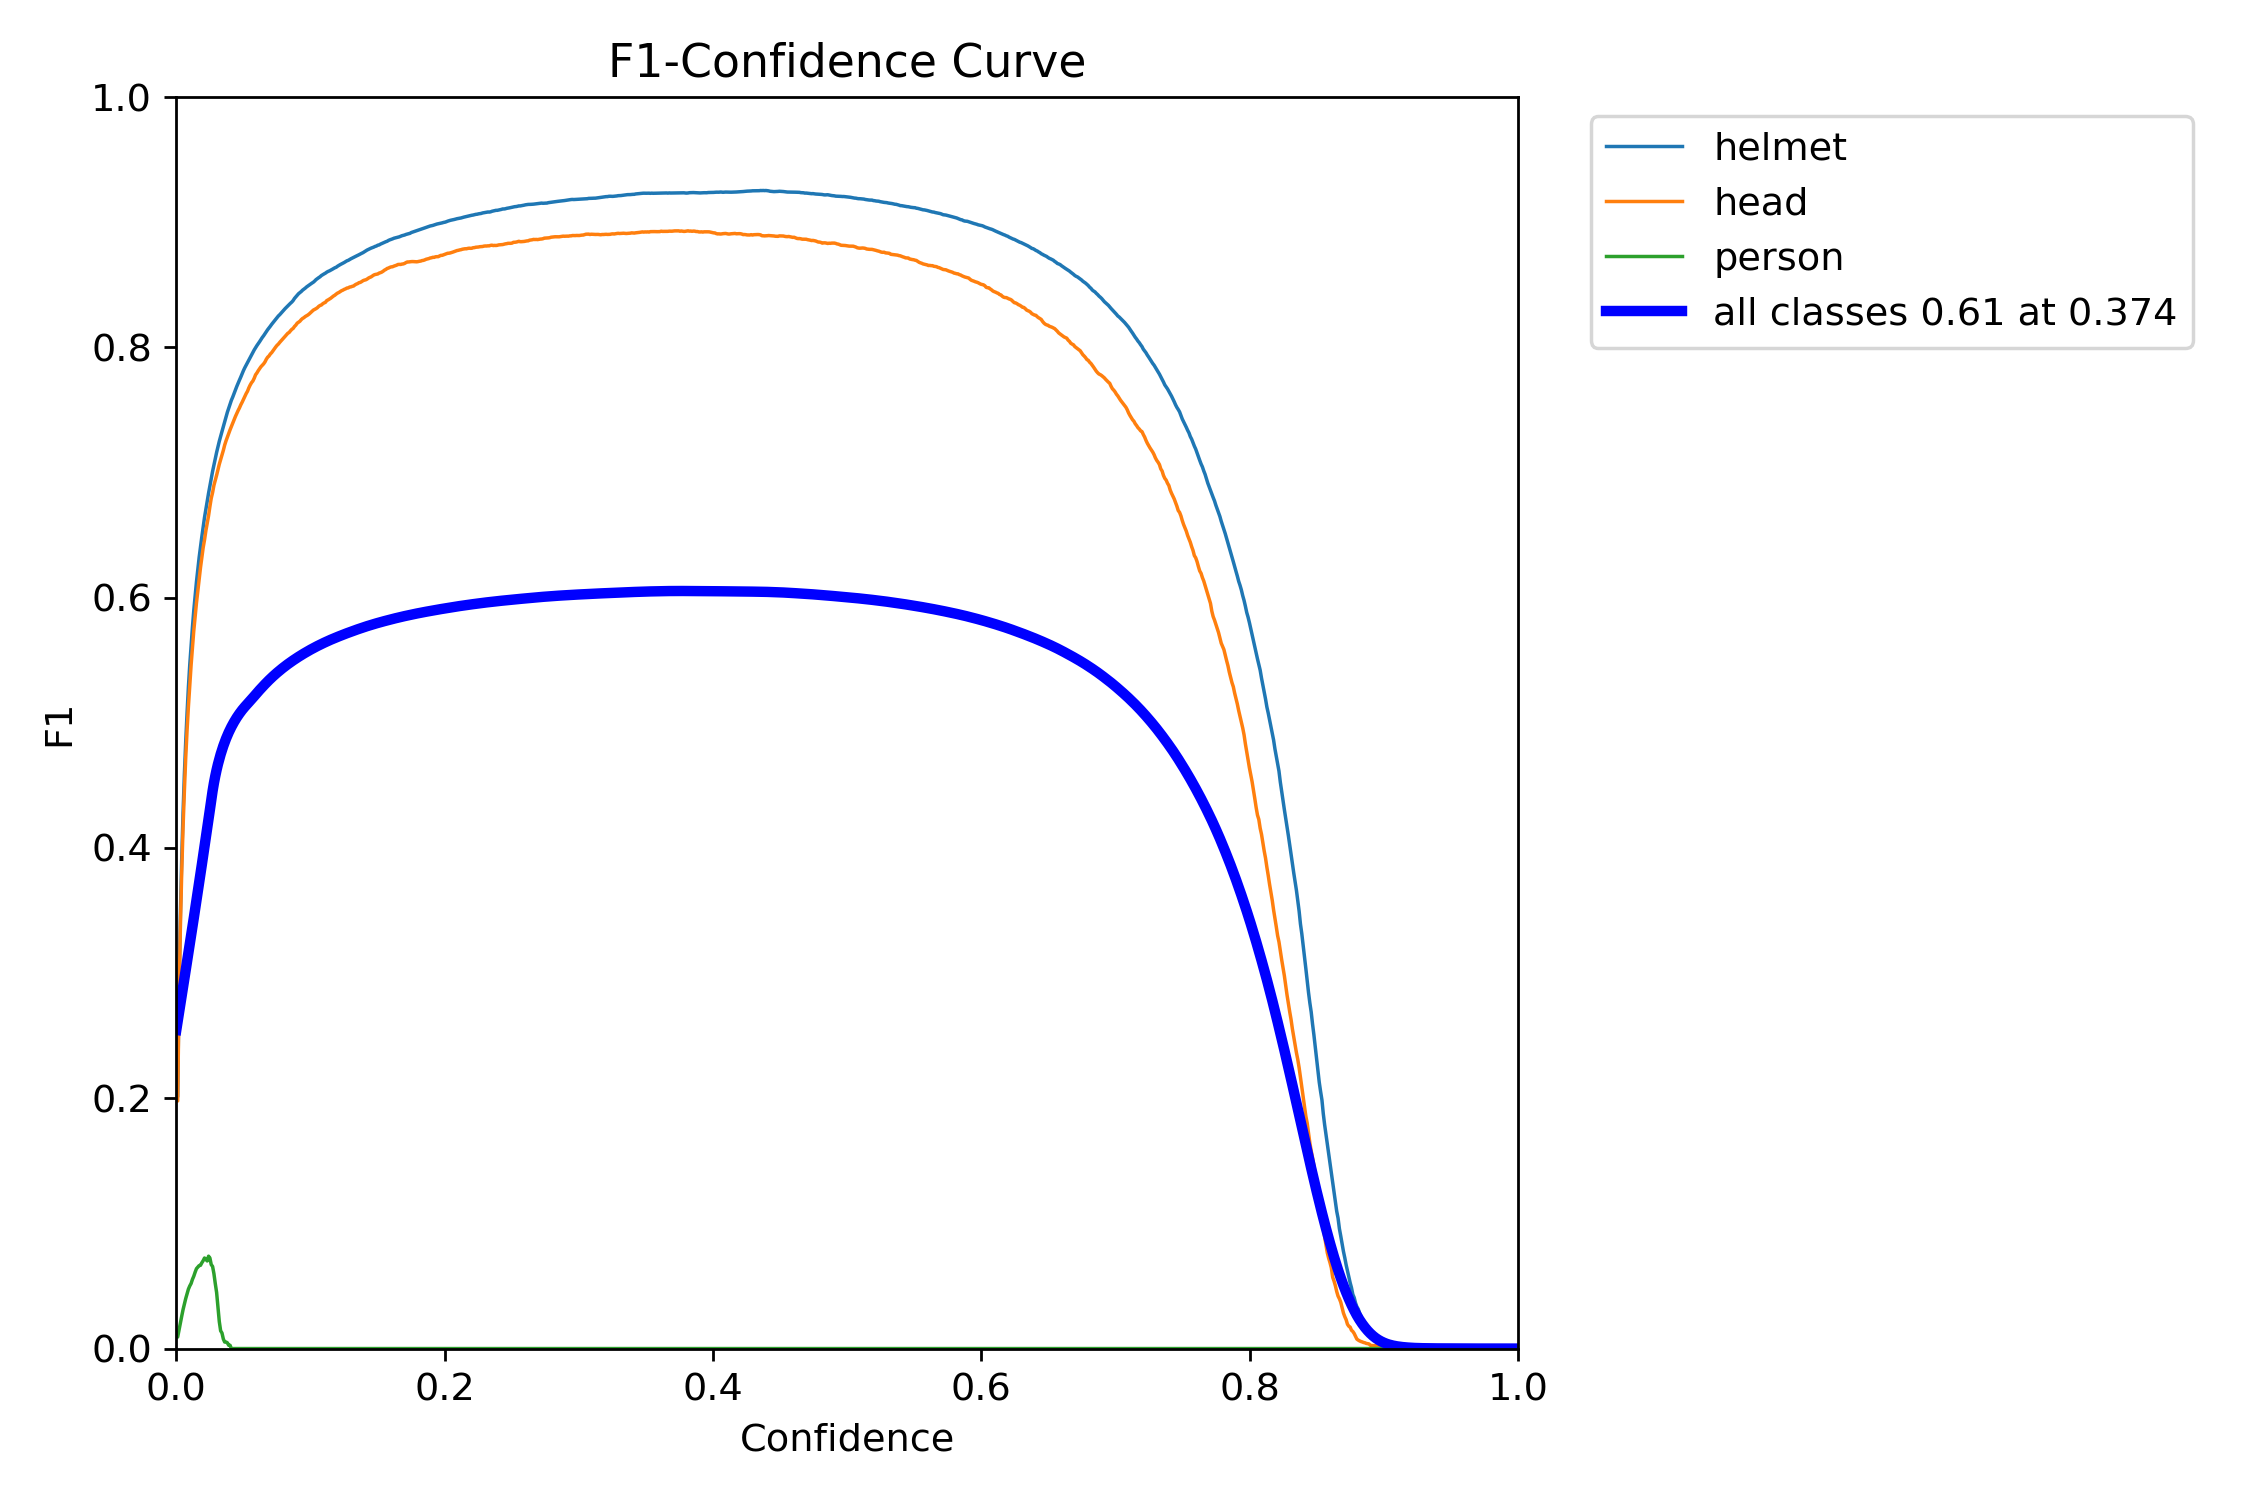 F1-Confidence Curve
1.0
0.8
0.6
0.4
0.2
0.0
F1
0.0 0.2 0.4 0.6 0.8 1.0
Confidence
helmet
head
person
all classes 0.61 at 0.374